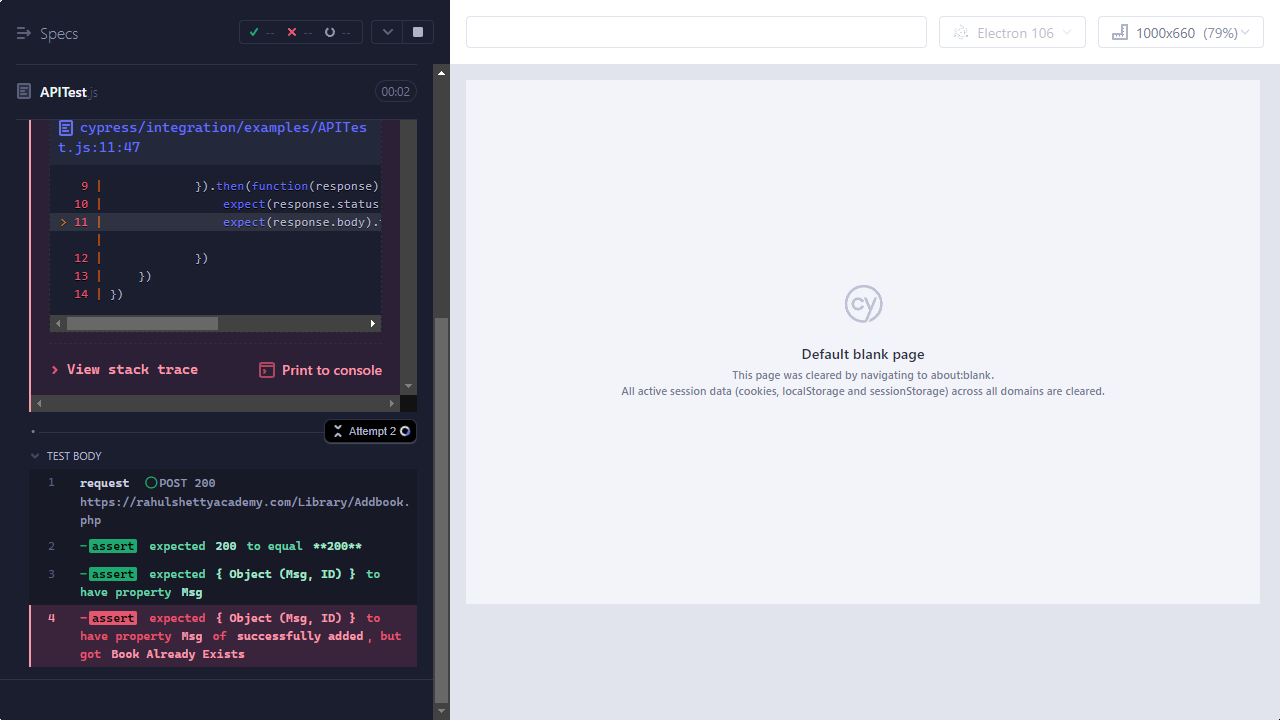 Specs
--
--
--
Electron 106
1000x660 (79%)
APITest.js
00:02
cypress/integration/examples/APITes
t.js:11:47
9 | }).then(function(response)
10 | expect(response.status
> 11 | expect(response.body).
|
12 | })
13 | })
14 | })
> View stack trace
Print to console
Attempt 2
TEST BODY
1 request POST 200
https://rahulshettyacademy.com/Library/Addbook.
php
2 -assert expected 200 to equal **200**
3 -assert expected { Object (Msg, ID) } to
have property Msg
4 -assert expected { Object (Msg, ID) } to
have property Msg of successfully added, but
got Book Already Exists
cy
Default blank page
This page was cleared by navigating to about:blank.
All active session data (cookies, localStorage and sessionStorage) across all domains are cleared.